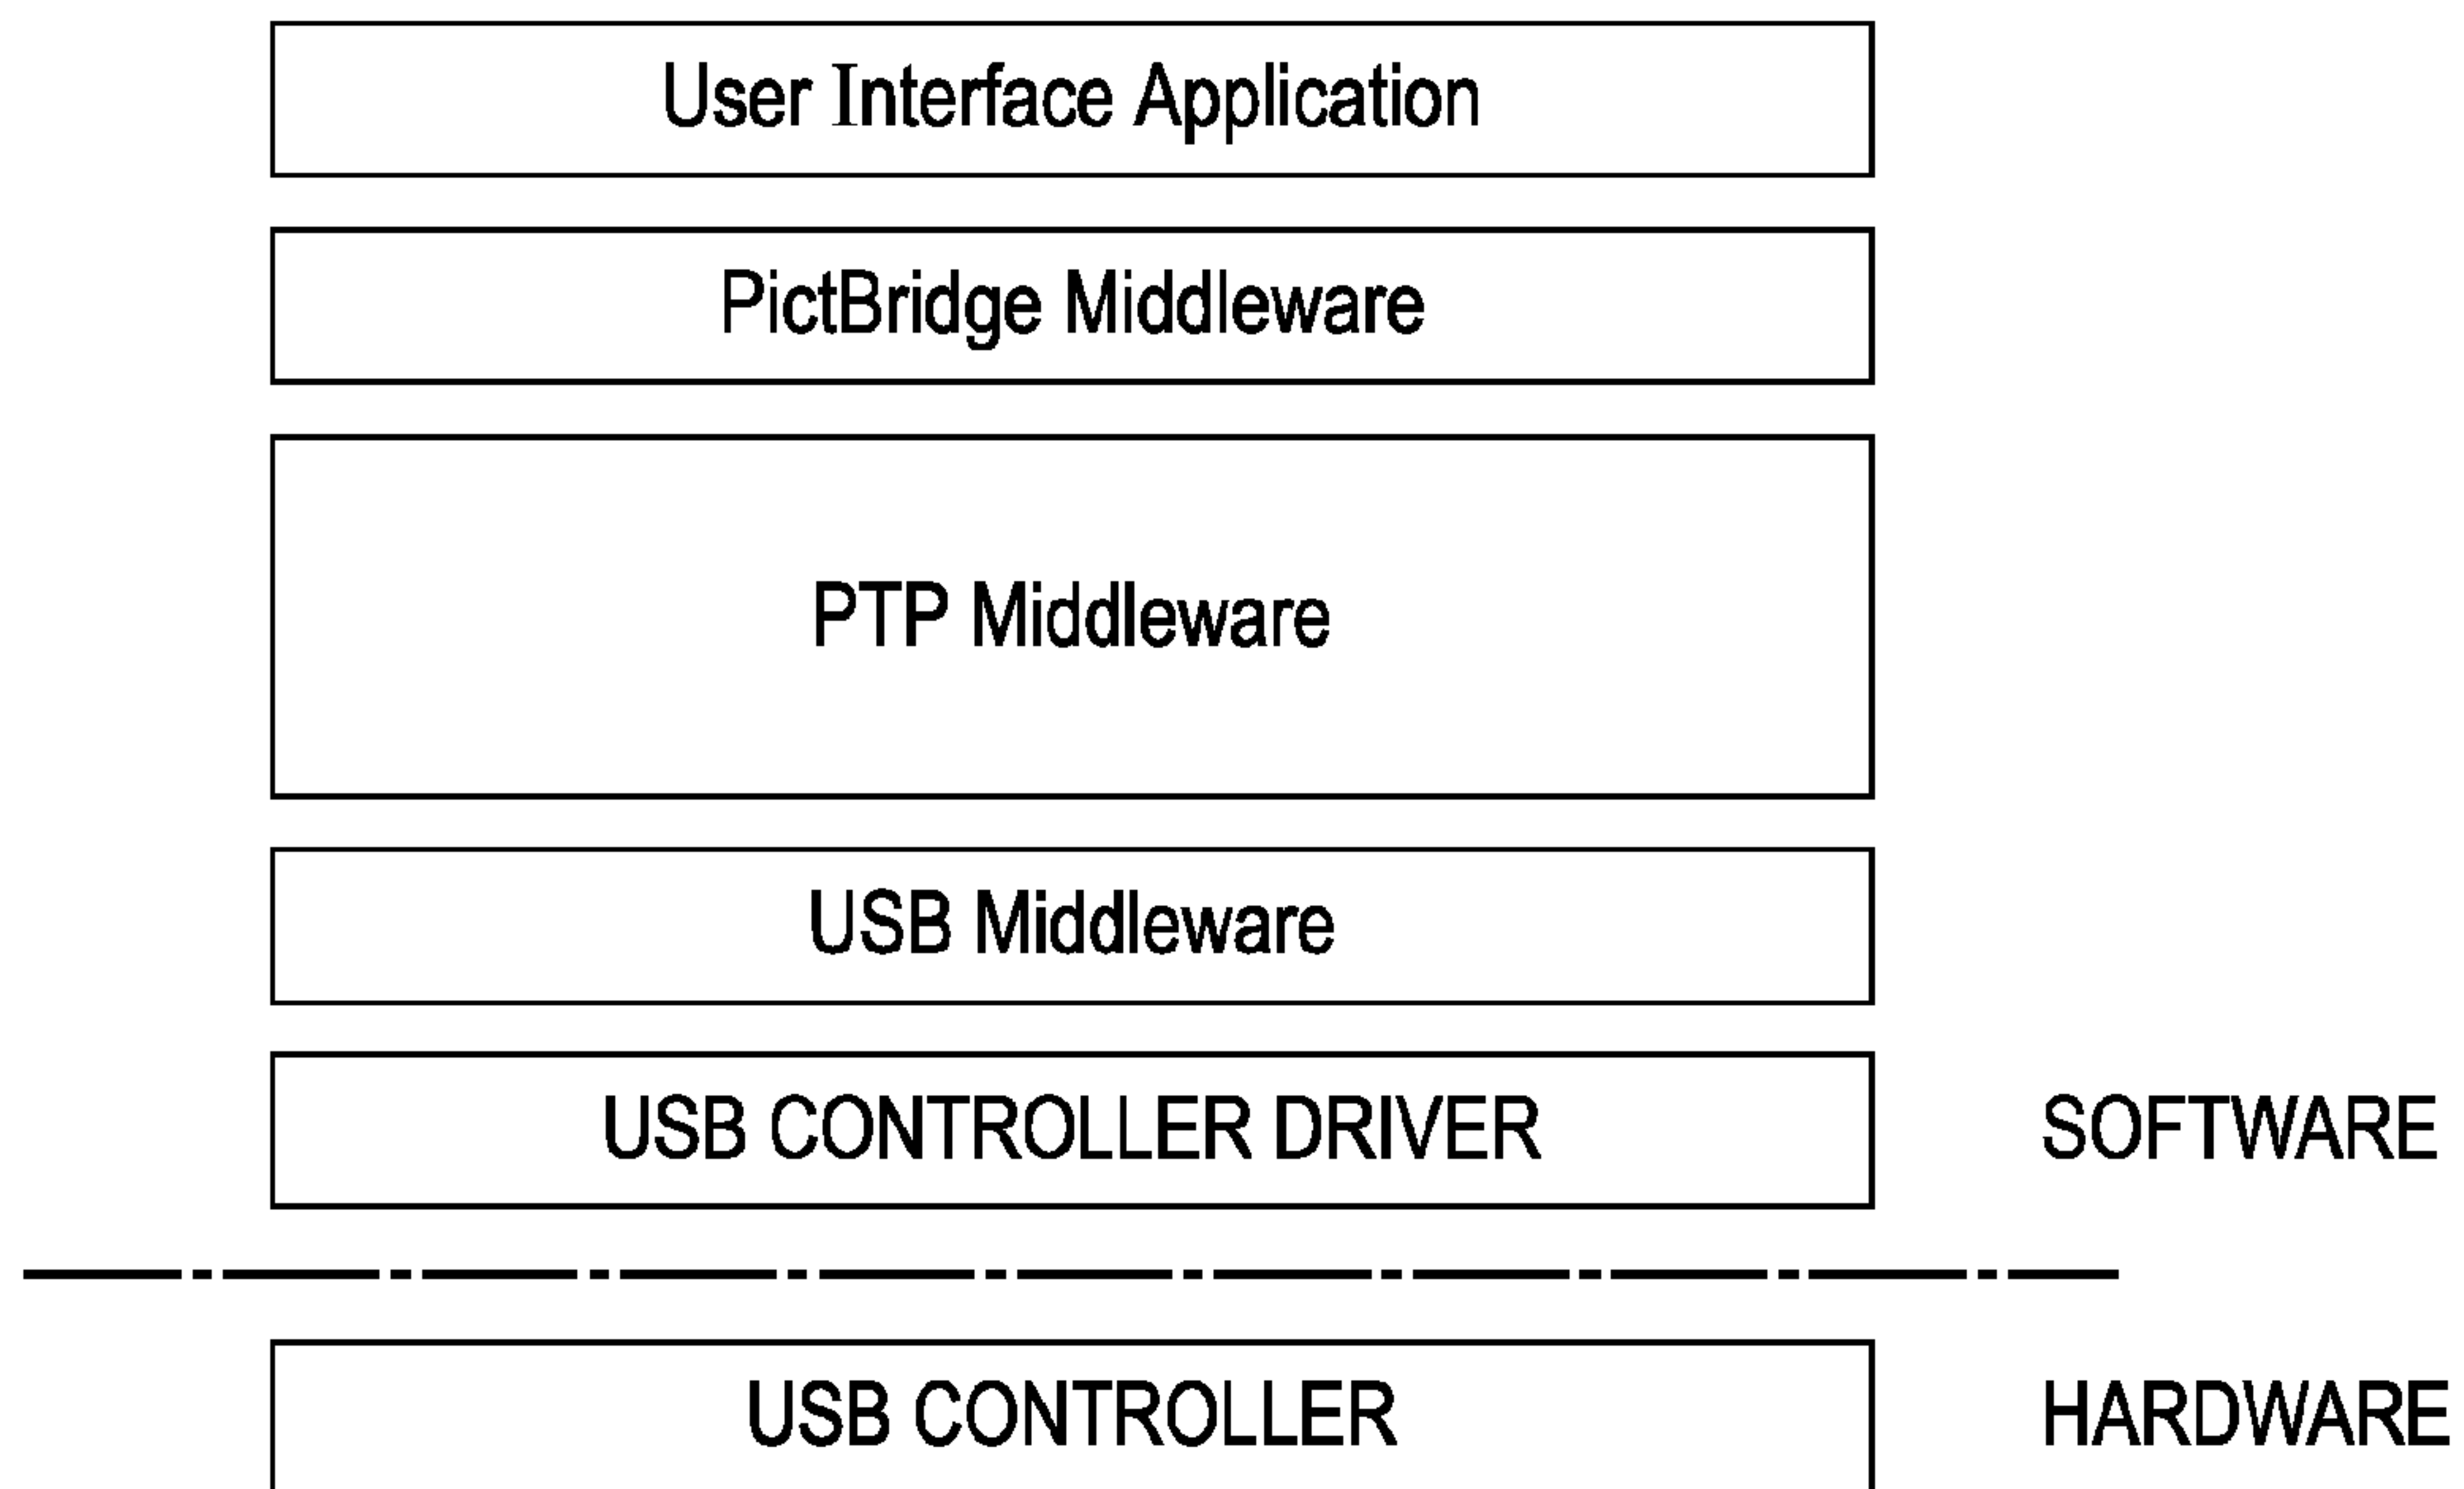 User Interface Application
PictBridge Middleware
PTP Middleware
USB Middleware
USB CONTROLLER DRIVER
SOFTWARE
USB CONTROLLER
HARDWARE